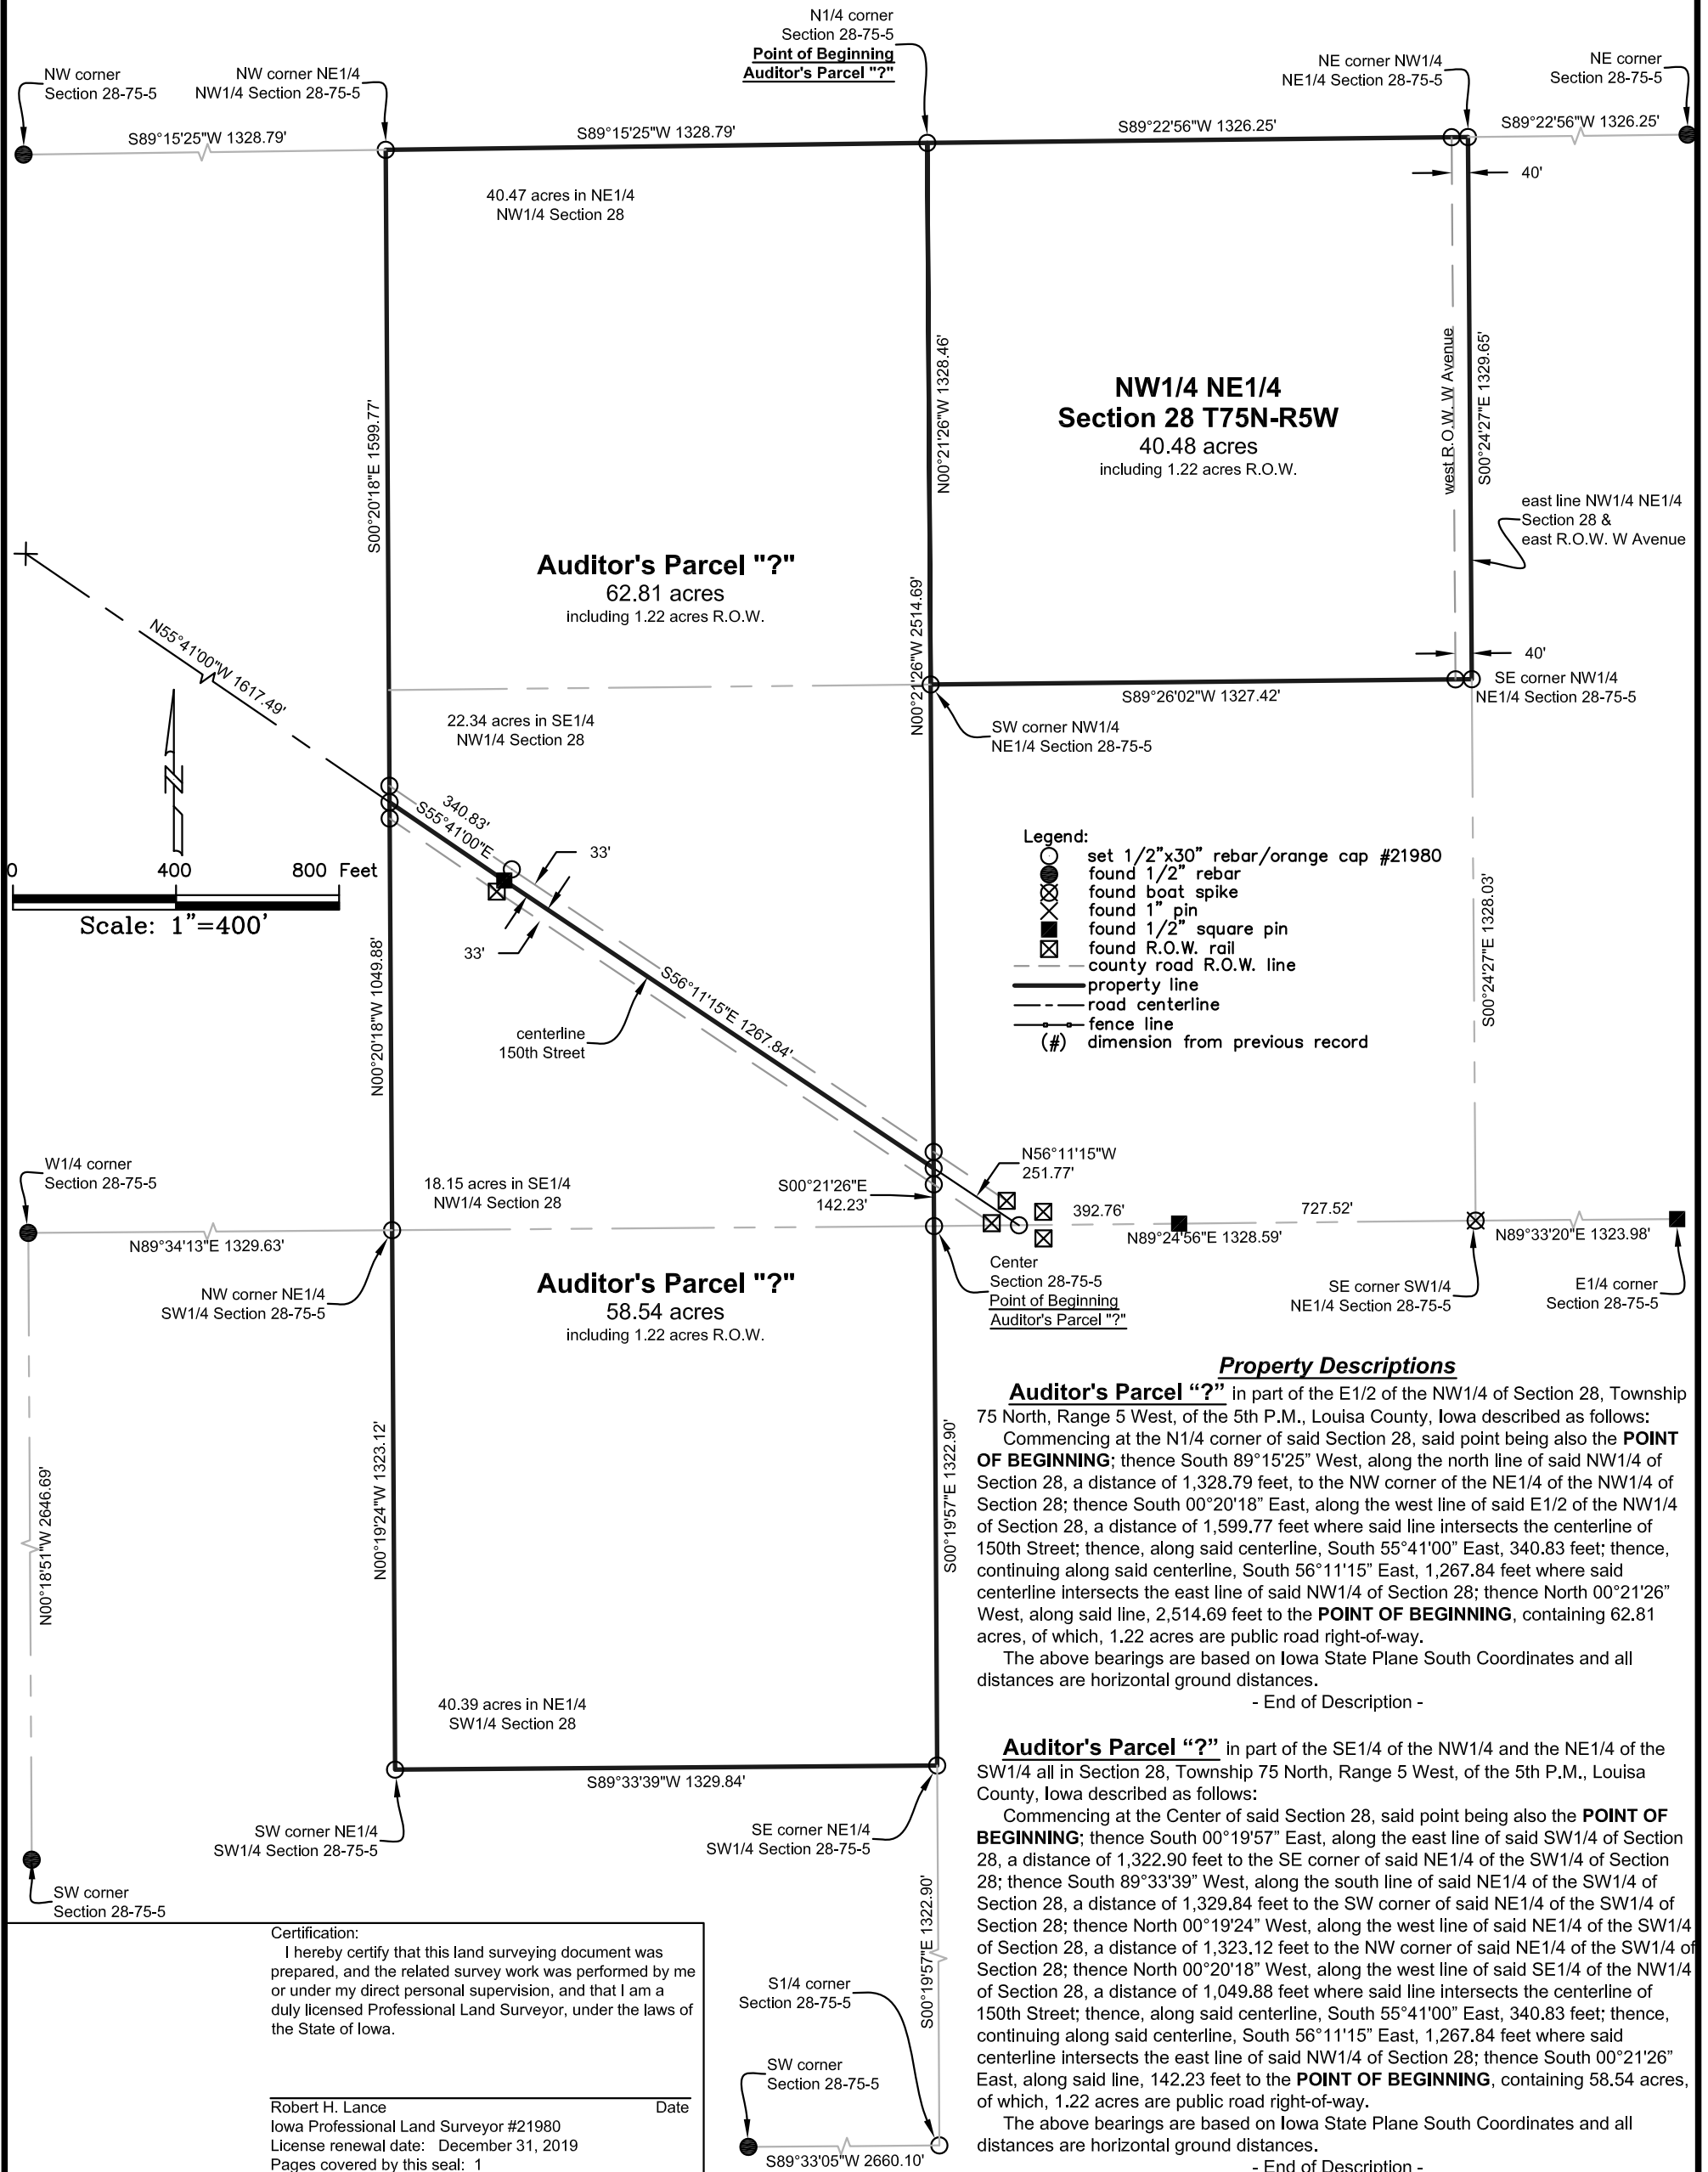 N1/4 corner
Section 28-75-5
Point of Beginning
Auditor's Parcel "?"
NW corner
Section 28-75-5
NW corner NE1/4
NW1/4 Section 28-75-5
NE corner NW1/4
NE1/4 Section 28-75-5
NE corner
Section 28-75-5
S89°15'25"W 1328.79'
S89°15'25"W 1328.79'
S89°22'56"W 1326.25'
S89°22'56"W 1326.25'
40'
40.47 acres in NE1/4
NW1/4 Section 28
S00°20'18"E 1599.77'
N00°21'26"W 1328.46'
NW1/4 NE1/4
Section 28 T75N-R5W
40.48 acres
including 1.22 acres R.O.W.
west R.O.W. W Avenue
S00°24'27"E 1329.65'
east line NW1/4 NE1/4
Section 28 &
east R.O.W. W Avenue
Auditor's Parcel "?"
62.81 acres
including 1.22 acres R.O.W.
N00°21'26"W 2514.69'
N55°41'00"W 1617.49'
40'
S89°26'02"W 1327.42'
SE corner NW1/4
NE1/4 Section 28-75-5
22.34 acres in SE1/4
NW1/4 Section 28
SW corner NW1/4
NE1/4 Section 28-75-5
N
340.83'
S55°41'00"E
33'
33'
0 400 800 Feet
Scale: 1"=400'
Legend:
set 1/2"x30" rebar/orange cap #21980
found 1/2" rebar
found boat spike
found 1" pin
found 1/2" square pin
found R.O.W. rail
county road R.O.W. line
property line
road centerline
fence line
(#) dimension from previous record
S00°24'27"E 1328.03'
N00°20'18"W 1049.88'
S56°11'15"E 1267.84'
centerline
150th Street
N56°11'15"W
251.77'
W1/4 corner
Section 28-75-5
18.15 acres in SE1/4
NW1/4 Section 28
S00°21'26"E
142.23'
392.76'
727.52'
N89°34'13"E 1329.63'
N89°24'56"E 1328.59'
N89°33'20"E 1323.98'
NW corner NE1/4
SW1/4 Section 28-75-5
Center
Section 28-75-5
Point of Beginning
Auditor's Parcel "?"
SE corner SW1/4
NE1/4 Section 28-75-5
E1/4 corner
Section 28-75-5
Auditor's Parcel "?"
58.54 acres
including 1.22 acres R.O.W.
N00°18'51"W 2646.69'
N00°19'24"W 1323.12'
S00°19'57"E 1322.90'
40.39 acres in NE1/4
SW1/4 Section 28
S89°33'39"W 1329.84'
SW corner NE1/4
SW1/4 Section 28-75-5
SE corner NE1/4
SW1/4 Section 28-75-5
SW corner
Section 28-75-5
S00°19'57"E 1322.90'
S1/4 corner
Section 28-75-5
SW corner
Section 28-75-5
S89°33'05"W 2660.10'
Property Descriptions
Auditor's Parcel “?” in part of the E1/2 of the NW1/4 of Section 28, Township
75 North, Range 5 West, of the 5th P.M., Louisa County, Iowa described as follows:
Commencing at the N1/4 corner of said Section 28, said point being also the POINT
OF BEGINNING; thence South 89°15'25” West, along the north line of said NW1/4 of
Section 28, a distance of 1,328.79 feet, to the NW corner of the NE1/4 of the NW1/4 of
Section 28; thence South 00°20'18” East, along the west line of said E1/2 of the NW1/4
of Section 28, a distance of 1,599.77 feet where said line intersects the centerline of
150th Street; thence, along said centerline, South 55°41'00” East, 340.83 feet; thence,
continuing along said centerline, South 56°11'15” East, 1,267.84 feet where said
centerline intersects the east line of said NW1/4 of Section 28; thence North 00°21'26”
West, along said line, 2,514.69 feet to the POINT OF BEGINNING, containing 62.81
acres, of which, 1.22 acres are public road right-of-way.
The above bearings are based on Iowa State Plane South Coordinates and all
distances are horizontal ground distances.
- End of Description -
Auditor's Parcel “?” in part of the SE1/4 of the NW1/4 and the NE1/4 of the
SW1/4 all in Section 28, Township 75 North, Range 5 West, of the 5th P.M., Louisa
County, Iowa described as follows:
Commencing at the Center of said Section 28, said point being also the POINT OF
BEGINNING; thence South 00°19'57” East, along the east line of said SW1/4 of Section
28, a distance of 1,322.90 feet to the SE corner of said NE1/4 of the SW1/4 of Section
28; thence South 89°33'39” West, along the south line of said NE1/4 of the SW1/4 of
Section 28, a distance of 1,329.84 feet to the SW corner of said NE1/4 of the SW1/4 of
Section 28; thence North 00°19'24” West, along the west line of said NE1/4 of the SW1/4
of Section 28, a distance of 1,323.12 feet to the NW corner of said NE1/4 of the SW1/4 of
Section 28; thence North 00°20'18” West, along the west line of said SE1/4 of the NW1/4
of Section 28, a distance of 1,049.88 feet where said line intersects the centerline of
150th Street; thence, along said centerline, South 55°41'00” East, 340.83 feet; thence,
continuing along said centerline, South 56°11'15” East, 1,267.84 feet where said
centerline intersects the east line of said NW1/4 of Section 28; thence South 00°21'26”
East, along said line, 142.23 feet to the POINT OF BEGINNING, containing 58.54 acres,
of which, 1.22 acres are public road right-of-way.
The above bearings are based on Iowa State Plane South Coordinates and all
distances are horizontal ground distances.
- End of Description -
Certification:
I hereby certify that this land surveying document was
prepared, and the related survey work was performed by me
or under my direct personal supervision, and that I am a
duly licensed Professional Land Surveyor, under the laws of
the State of Iowa.
Robert H. Lance Date
Iowa Professional Land Surveyor #21980
License renewal date: December 31, 2019
Pages covered by this seal: 1